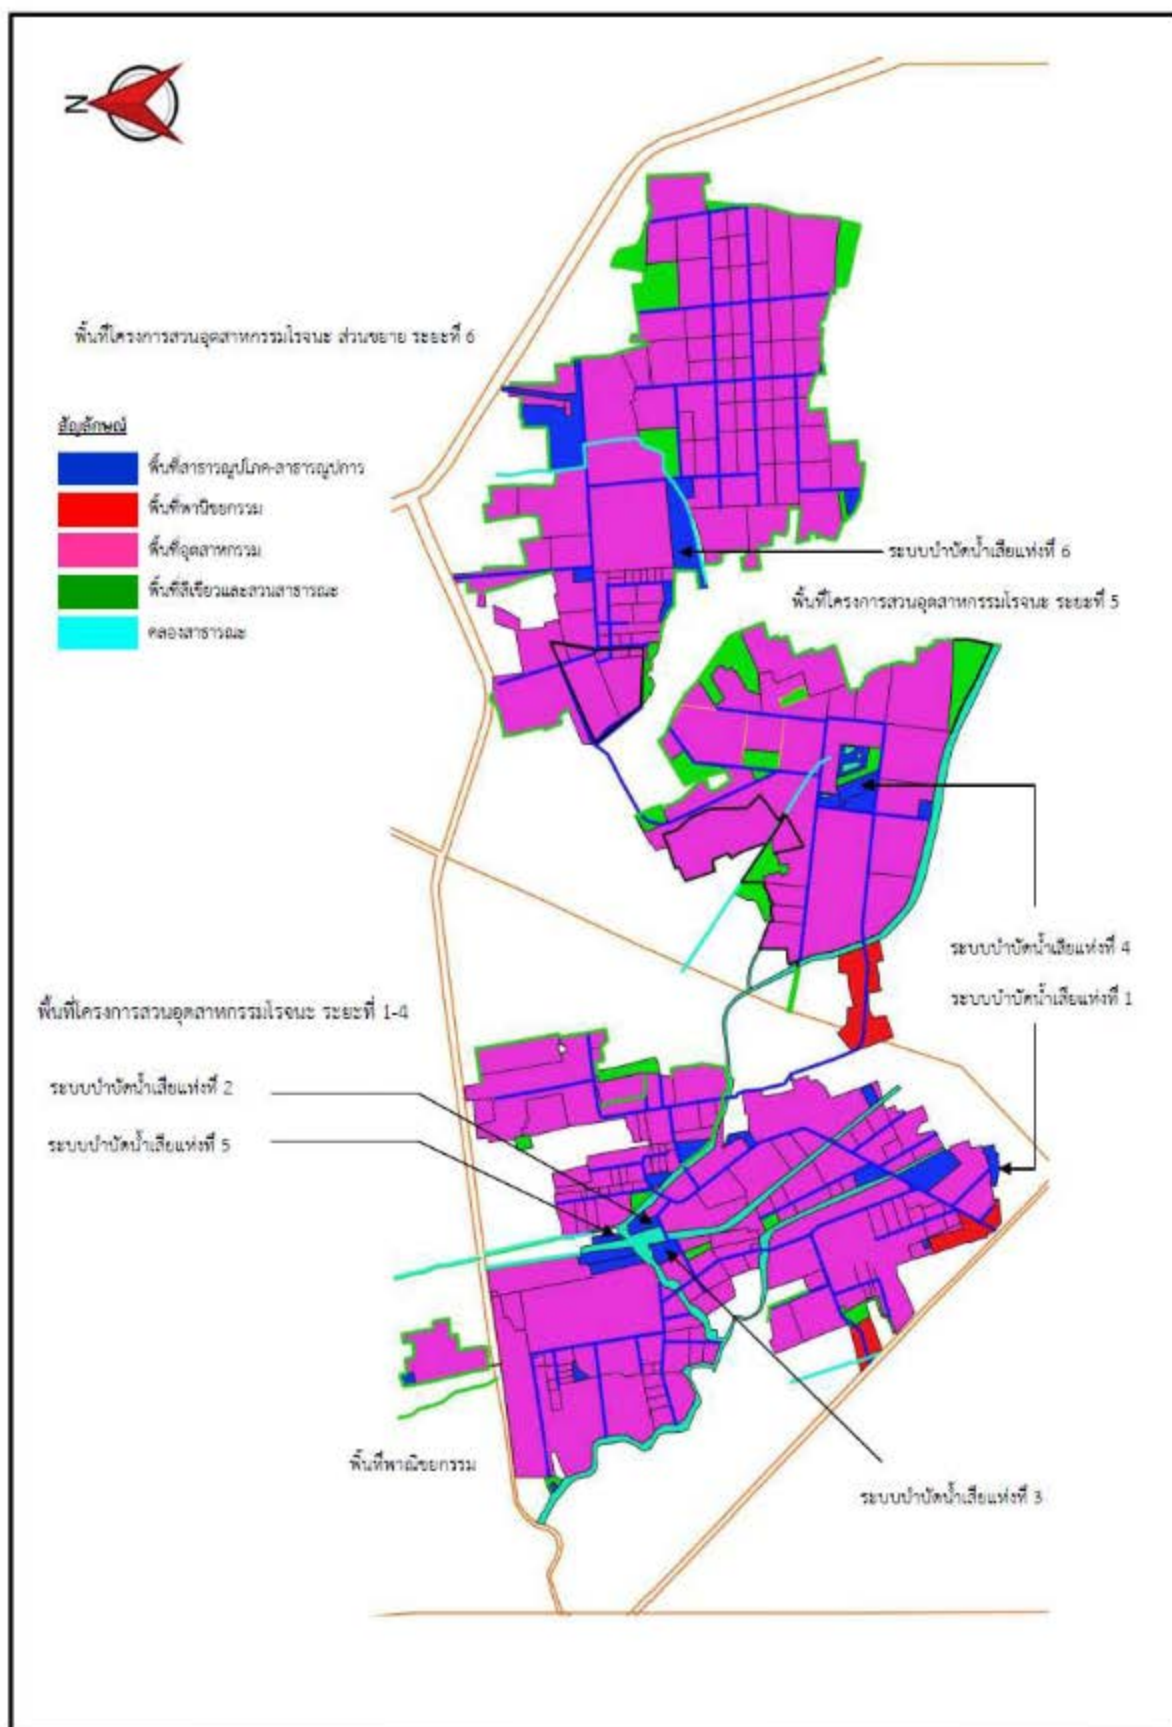 N
พื้นที่โครงการสวนอุตสาหกรรมโรจนะ ส่วนขยาย ระยะที่ 6
สัญลักษณ์
พื้นที่สาธารณูปโภค-สาธารณูปการ
พื้นที่พานิชยกรรม
พื้นที่อุตสาหกรรม
พื้นที่สีเขียวและสวนสาธารณะ
คลองสาธารณะ
ระบบบำบัดน้ำเสียแห่งที่ 6
พื้นที่โครงการสวนอุตสาหกรรมโรจนะ ระยะที่ 5
ระบบบำบัดน้ำเสียแห่งที่ 4
ระบบบำบัดน้ำเสียแห่งที่ 1
พื้นที่โครงการสวนอุตสาหกรรมโรจนะ ระยะที่ 1-4
ระบบบำบัดน้ำเสียแห่งที่ 2
ระบบบำบัดน้ำเสียแห่งที่ 5
พื้นที่พาณิชยกรรม
ระบบบำบัดน้ำเสียแห่งที่ 3